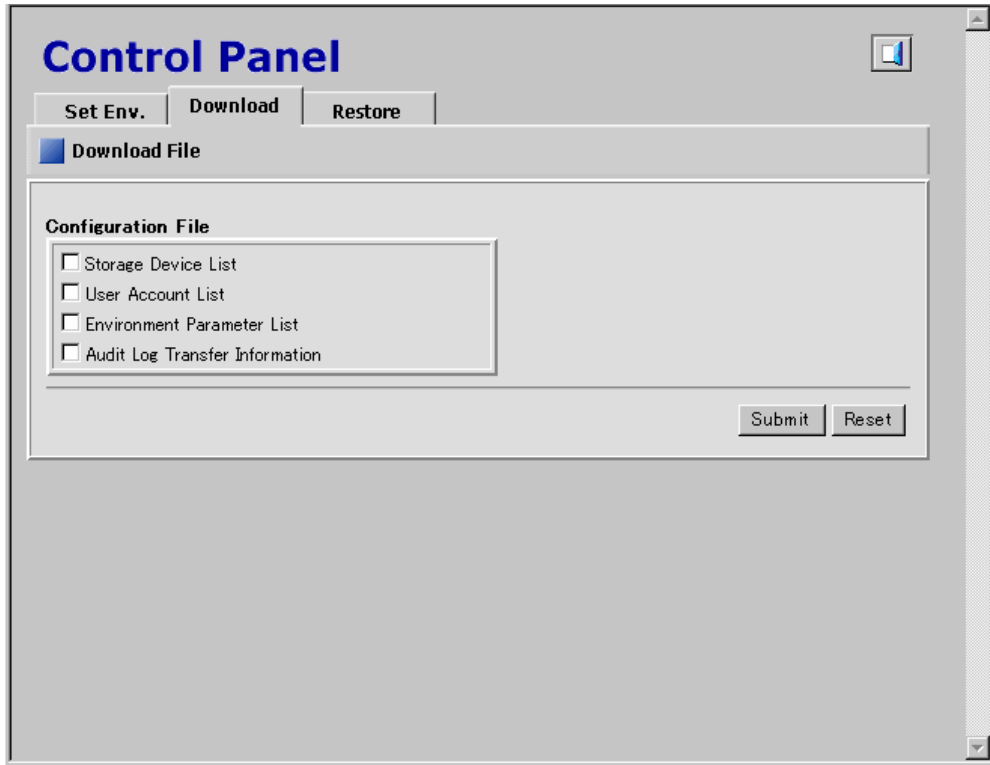 Control Panel
Set Env. Download Restore
Download File
Configuration File
Storage Device List
User Account List
Environment Parameter List
Audit Log Transfer Information
Submit Reset